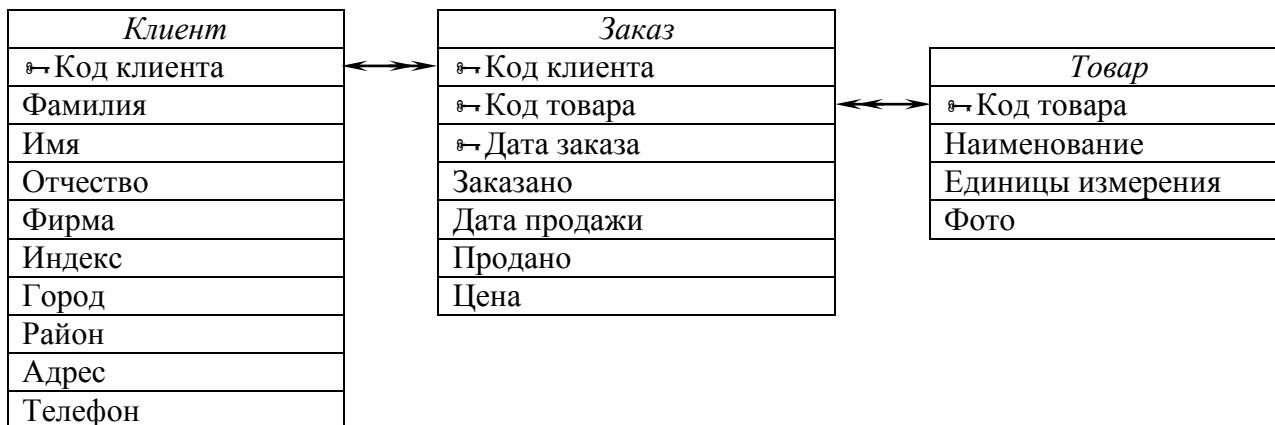 Клиент
Код клиента
Фамилия
Имя
Отчество
Фирма
Индекс
Город
Район
Адрес
Телефон
Заказ
Код клиента
Код товара
Дата заказа
Заказано
Дата продажи
Продано
Цена
Товар
Код товара
Наименование
Единицы измерения
Фото